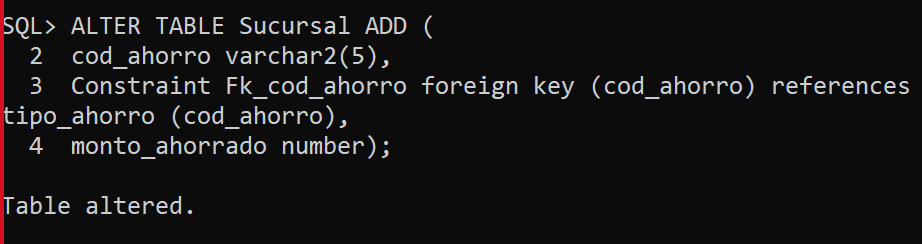 SQL> ALTER TABLE Sucursal ADD (
  2  cod_ahorro varchar2(5),
  3  Constraint Fk_cod_ahorro foreign key (cod_ahorro) references
tipo_ahorro (cod_ahorro),
  4  monto_ahorrado number);
Table altered.